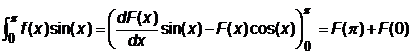 ∫₀^π f(x)sin(x) = (dF(x)/dx sin(x) − F(x)cos(x))₀^π = F(π)+F(0)